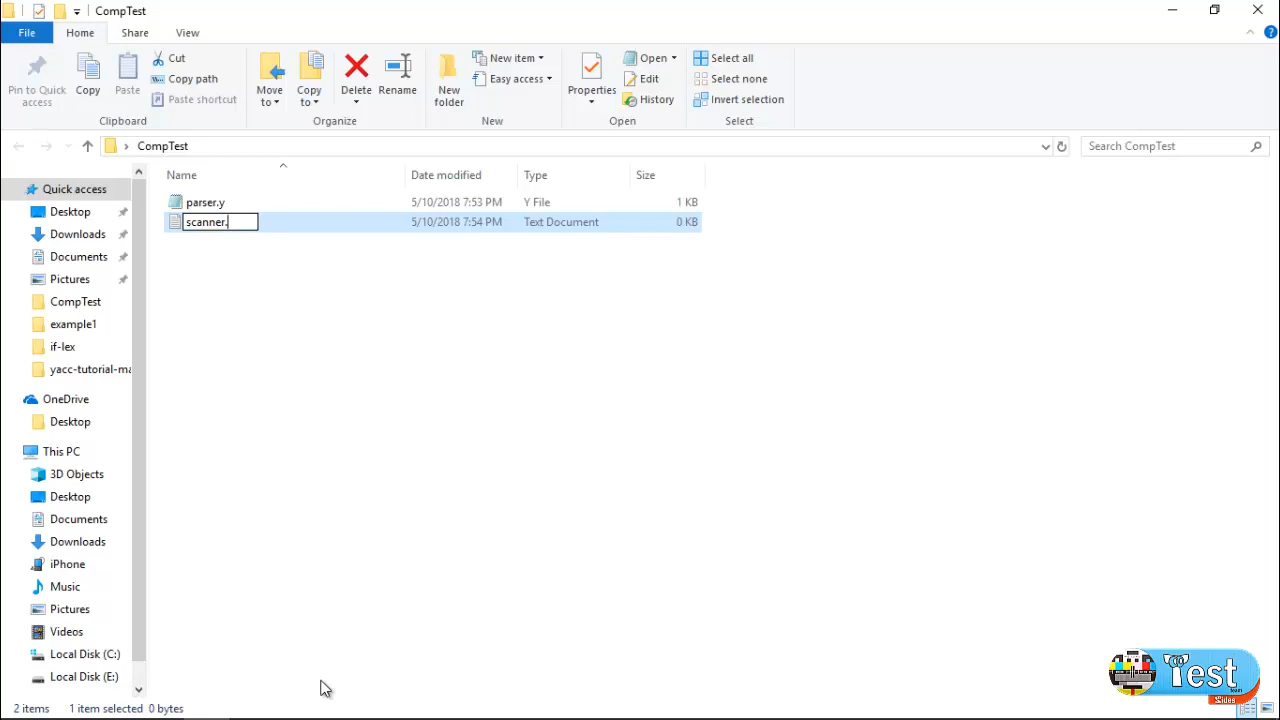 CompTest
File Home Share View
Pin to Quick access
Copy
Paste
Cut
Copy path
Paste shortcut
Clipboard
Move to
Copy to
Delete
Rename
Organize
New folder
New item
Easy access
New
Properties
Open
Edit
History
Open
Select all
Select none
Invert selection
Select
CompTest
Search CompTest
Name Date modified Type Size
parser.y 5/10/2018 7:53 PM Y File 1 KB
scanner. 5/10/2018 7:54 PM Text Document 0 KB
Quick access
Desktop
Downloads
Documents
Pictures
CompTest
example1
if-lex
yacc-tutorial-ma
OneDrive
Desktop
This PC
3D Objects
Desktop
Documents
Downloads
iPhone
Music
Pictures
Videos
Local Disk (C:)
Local Disk (E:)
2 items 1 item selected 0 bytes
Test
team
Slides